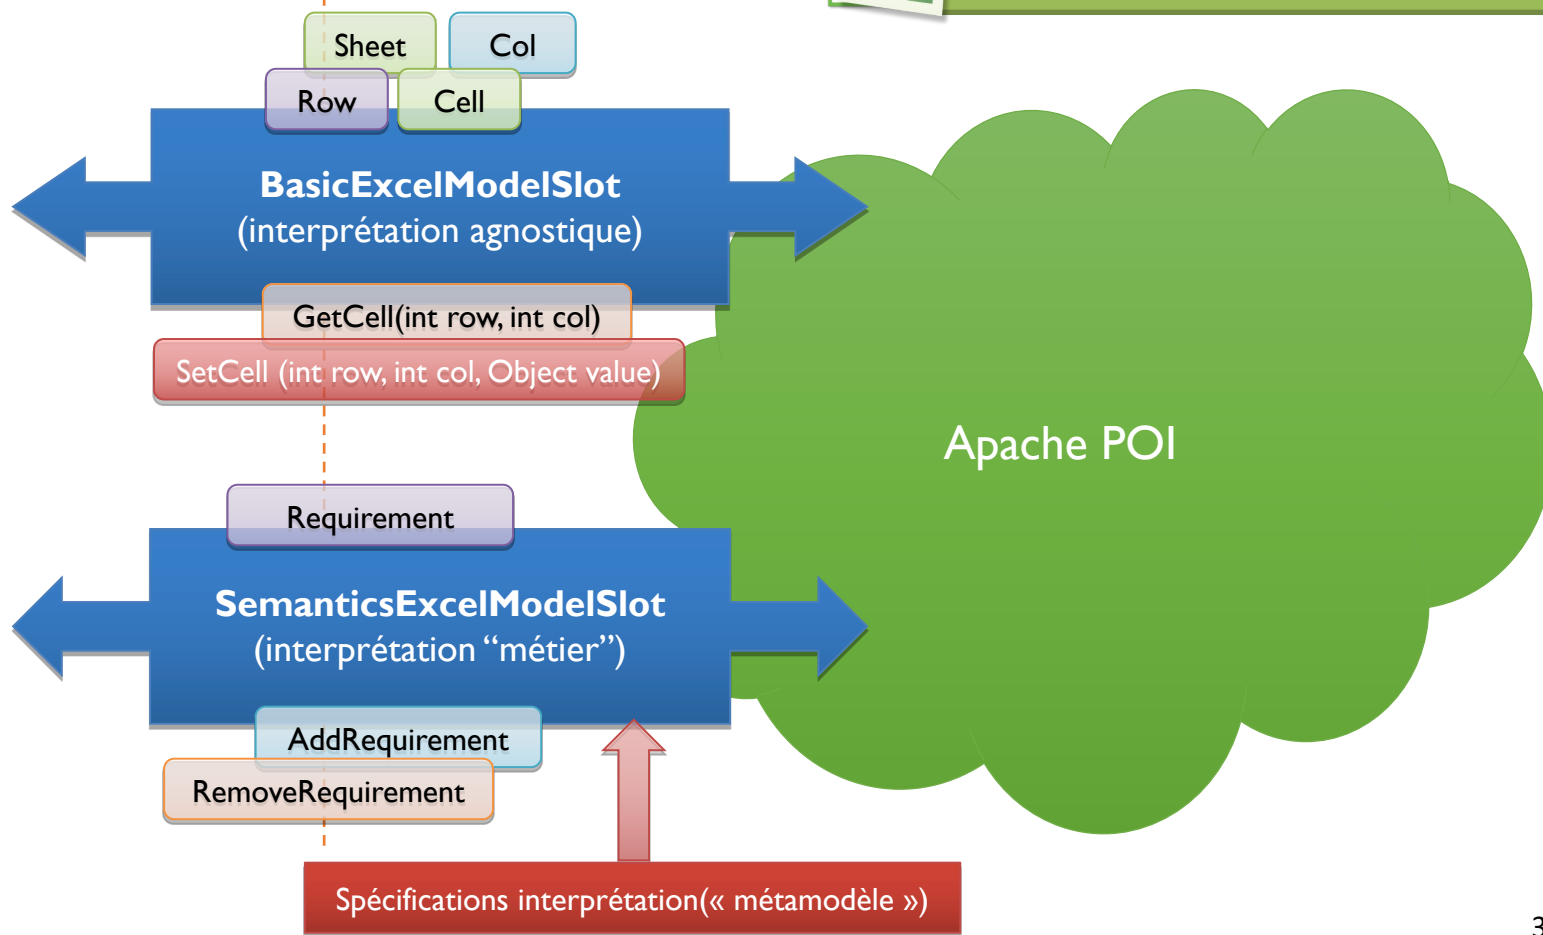 Sheet
Col
Row
Cell
BasicExcelModelSlot
(interprétation agnostique)
GetCell(int row, int col)
SetCell (int row, int col, Object value)
Apache POI
Requirement
SemanticsExcelModelSlot
(interprétation “métier”)
AddRequirement
RemoveRequirement
Spécifications interprétation(« métamodèle »)